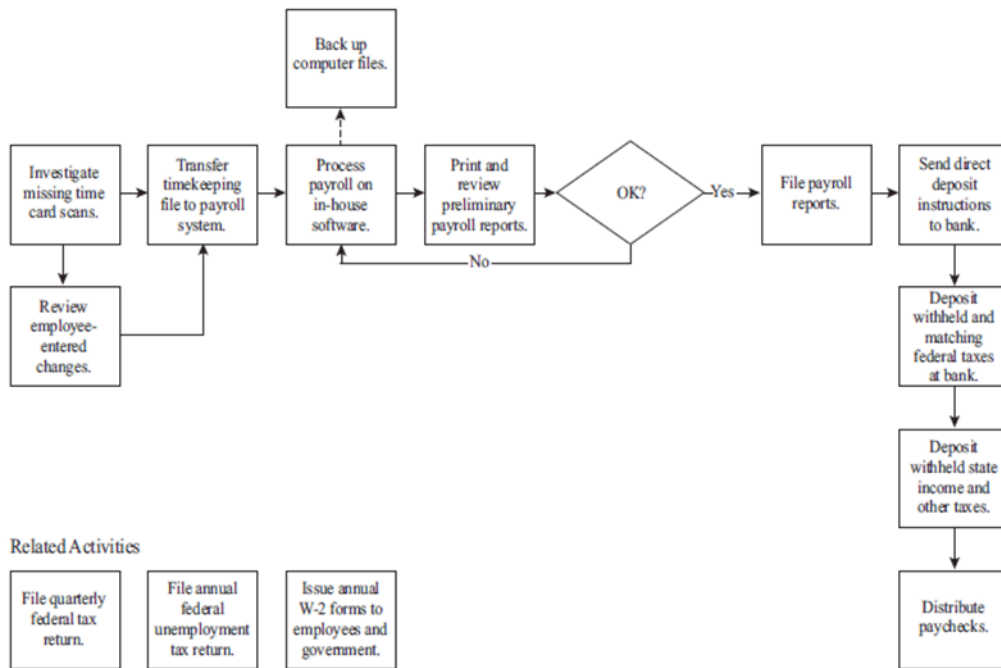 Back up
computer files.
Investigate
missing time
card scans.
Transfer
timekeeping
file to payroll
system.
Process
payroll on
in-house
software.
Print and
review
preliminary
payroll reports.
OK?
Yes
File payroll
reports.
Send direct
deposit
instructions
to bank.
No
Review
employee-
entered
changes.
Deposit
withheld and
matching
federal taxes
at bank.
Deposit
withheld state
income and
other taxes.
Distribute
paychecks.
Related Activities
File quarterly
federal tax
return.
File annual
federal
unemployment
tax return.
Issue annual
W-2 forms to
employees and
government.